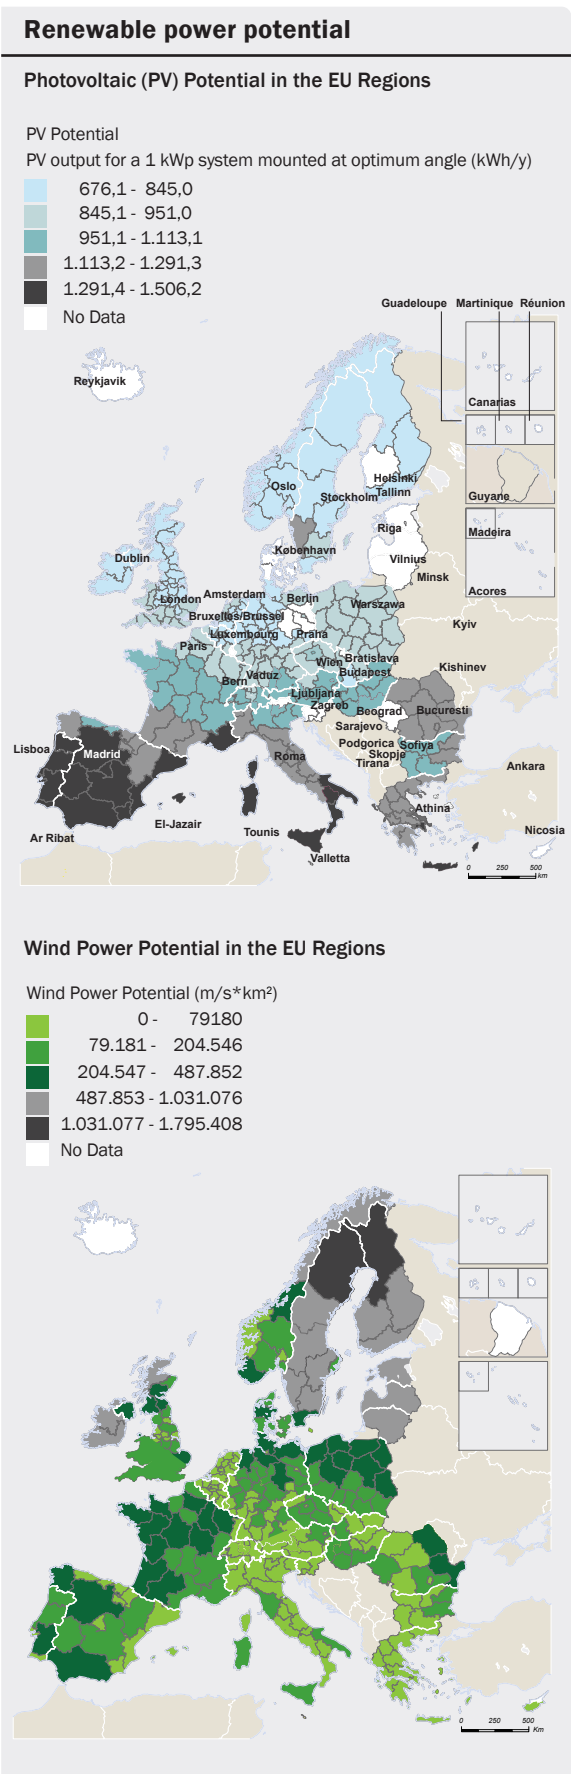 Renewable power potential
Photovoltaic (PV) Potential in the EU Regions
PV Potential
PV output for a 1 kWp system mounted at optimum angle (kWh/y)
676,1 - 845,0
845,1 - 951,0
951,1 - 1.113,1
1.113,2 - 1.291,3
1.291,4 - 1.506,2
No Data
Guadeloupe Martinique Réunion
Reykjavik
Canarias
Helsinki
Oslo
Tallinn
Stockholm
Guyane
Riga
Madeira
København
Vilnius
Dublin
Minsk
Acores
London
Amsterdam
Berlin
Warszawa
Bruxelles/Brussel
Kyiv
Luxembourg
Praha
Paris
Wien
Bratislava
Kishinev
Bern
Vaduz
Budapest
Ljubljana
Zagreb
Beograd
Bucuresti
Sarajevo
Lisboa
Madrid
Podgorica
Sofiya
Roma
Skopje
Tirana
Ankara
Athina
El-Jazair
Tounis
Nicosia
Ar Ribat
Valletta
0 250 500
km
Wind Power Potential in the EU Regions
Wind Power Potential (m/s*km²)
0 - 79180
79.181 - 204.546
204.547 - 487.852
487.853 - 1.031.076
1.031.077 - 1.795.408
No Data
0 250 500
Km